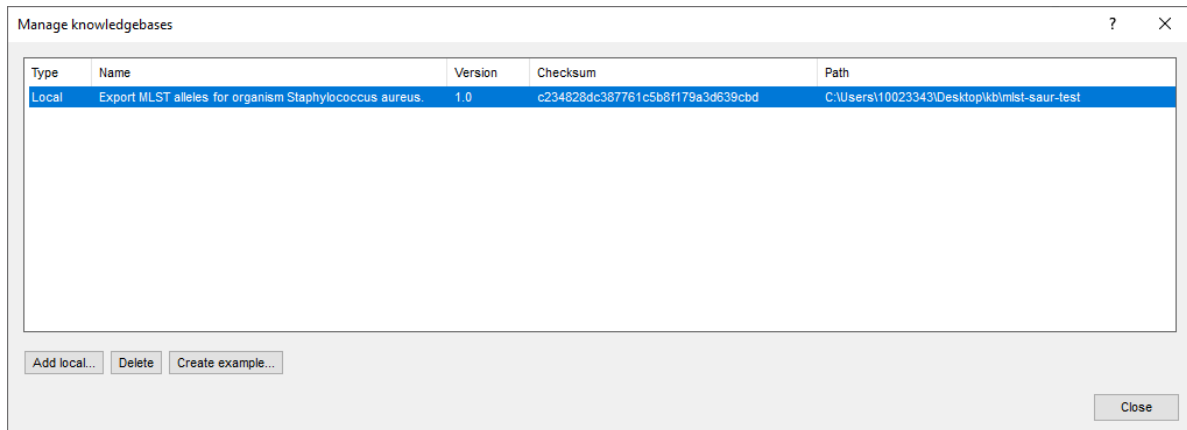 Manage knowledgebases ?
Type Name Version Checksum Path
Local Export MLST alleles for organism Staphylococcus aureus. 1.0 c234828dc387761c5b8f179a3d639cbd C:\Users\10023343\Desktop\kb\mlst-saur-test
Add local... Delete Create example...
Close